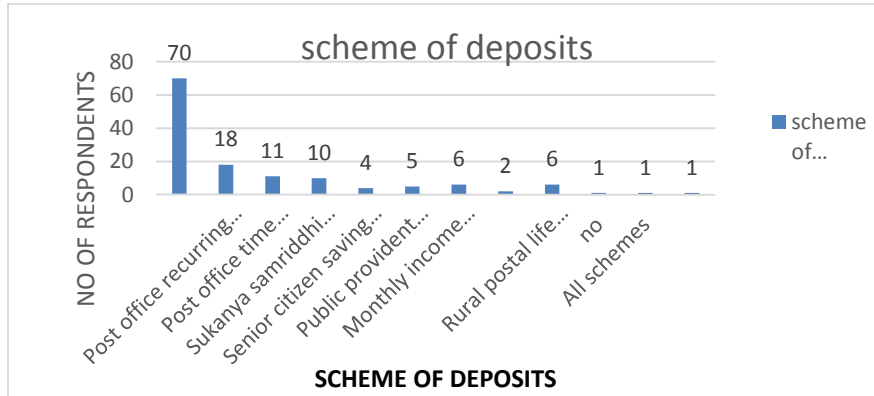 scheme of deposits
NO OF RESPONDENTS
80
60
40
20
0
70
18
11
10
4
5
6
2
6
1
1
1
Post office recurring...
Post office time...
Sukanya samriddhi...
Senior citizen saving...
Public provident...
Monthly income...
Rural postal life...
no
All schemes
SCHEME OF DEPOSITS
scheme
of...